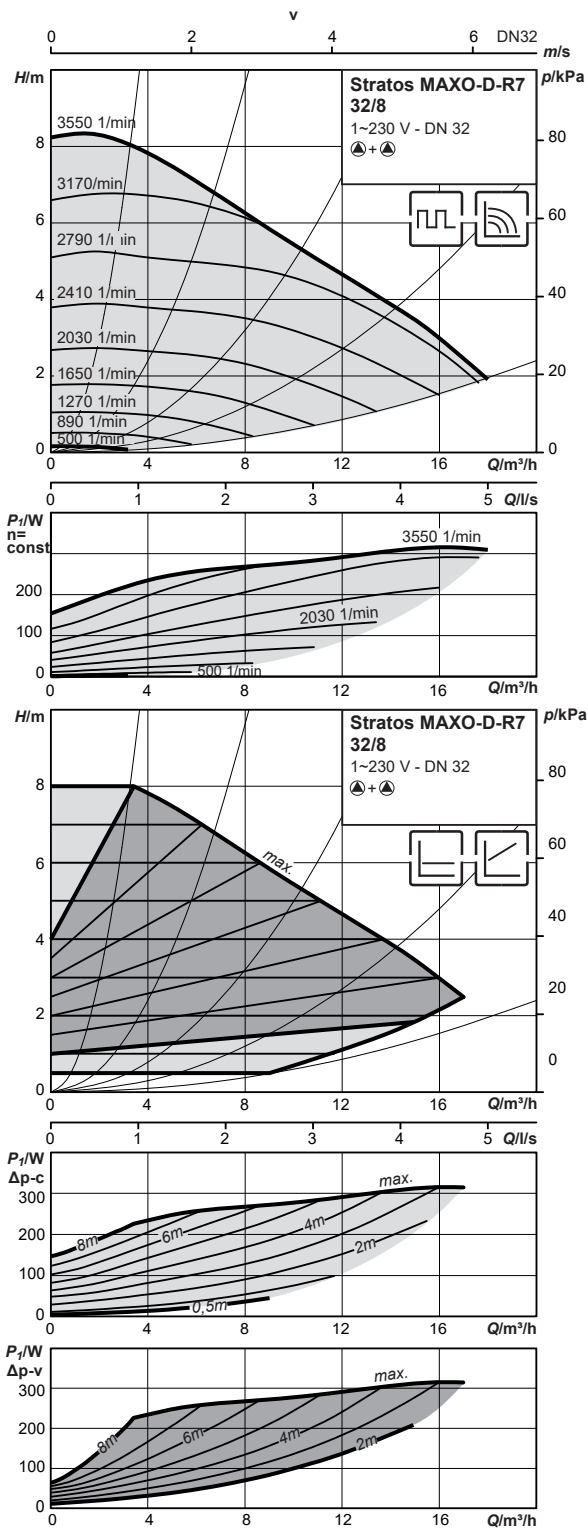 v
0 2 4 6 DN32
m/s
H/m p/kPa
Stratos MAXO-D-R7
32/8
1~230 V - DN 32
+
3550 1/min
3170/min
2790 1/min
2410 1/min
2030 1/min
1650 1/min
1270 1/min
890 1/min
500 1/min
8
6
4
2
0
80
60
40
20
0
4 8 12 16
Q/m³/h
0 1 2 3 4 5 Q/l/s
P₁/W
n=
const
3550 1/min
2030 1/min
500 1/min
200
100
0
0 4 8 12 16 Q/m³/h
H/m p/kPa
Stratos MAXO-D-R7
32/8
1~230 V - DN 32
+
max.
8
6
4
2
0
80
60
40
20
0
4 8 12 16
Q/m³/h
0 1 2 3 4 5 Q/l/s
P₁/W
Δp-c
max.
8m
6m
4m
2m
0,5m
300
200
100
0
0 4 8 12 16 Q/m³/h
P₁/W
Δp-v
max.
8m
6m
4m
2m
300
200
100
0
0 4 8 12 16 Q/m³/h